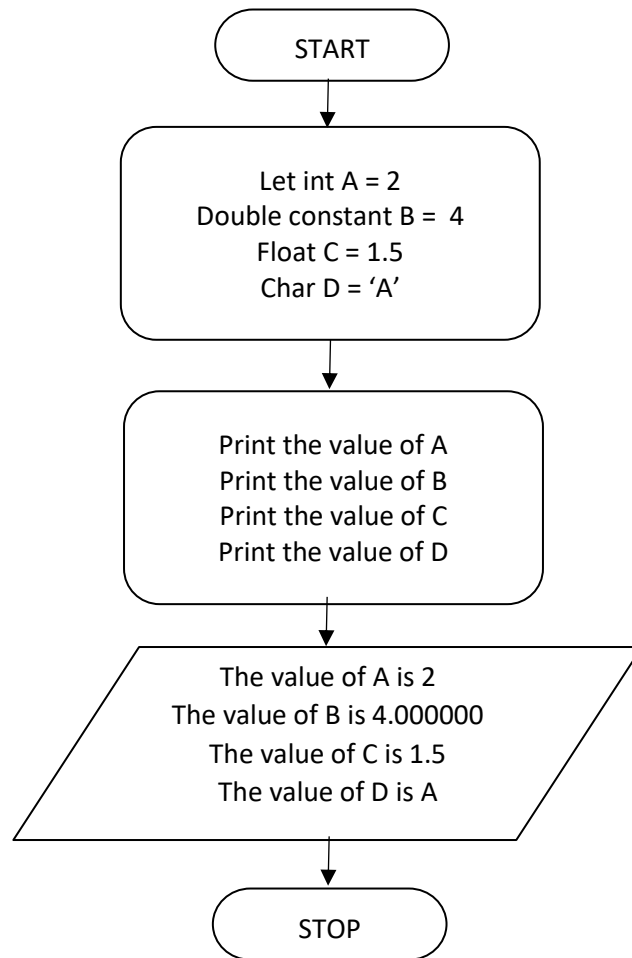 START
Let int A = 2
Double constant B =  4
Float C = 1.5
Char D = ‘A’
Print the value of A
Print the value of B
Print the value of C
Print the value of D
The value of A is 2
The value of B is 4.000000
The value of C is 1.5
The value of D is A
STOP